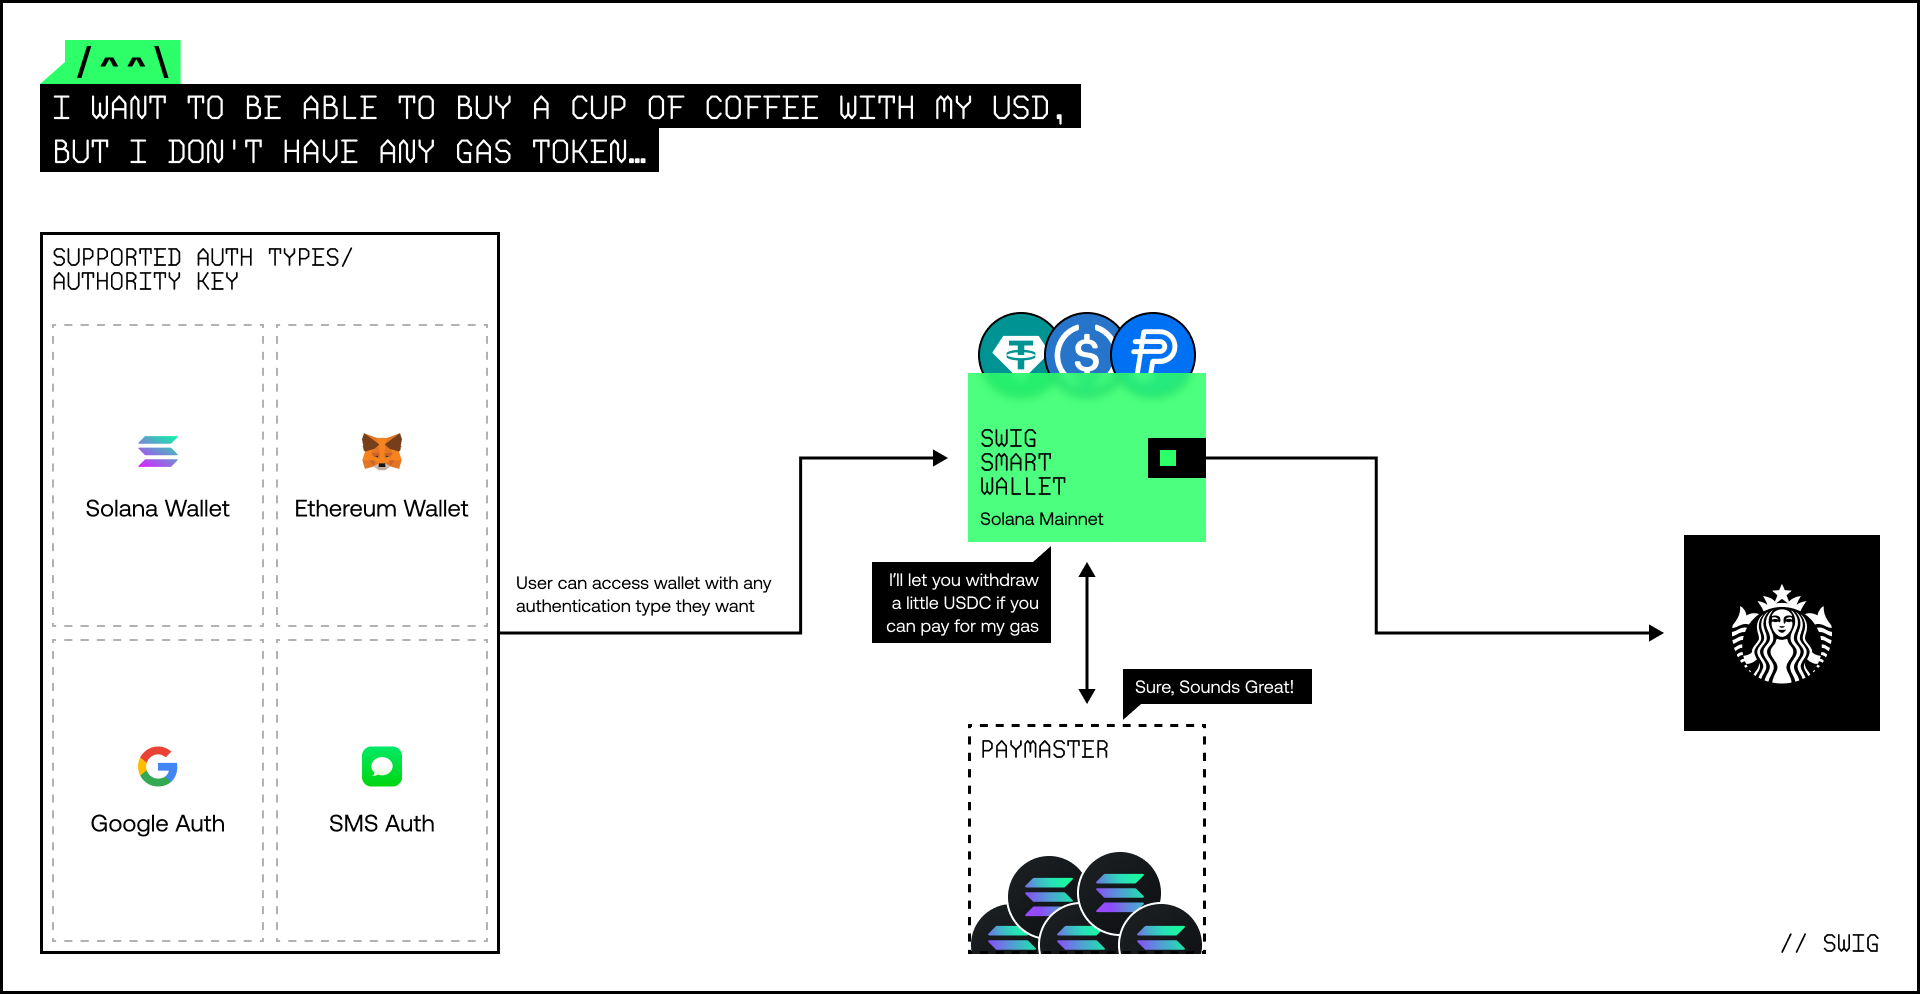 /^^\
I WANT TO BE ABLE TO BUY A CUP OF COFFEE WITH MY USD,
BUT I DON'T HAVE ANY GAS TOKEN…
SUPPORTED AUTH TYPES/
AUTHORITY KEY
Solana Wallet
Ethereum Wallet
Google Auth
SMS Auth
User can access wallet with any
authentication type they want
SWIG
SMART
WALLET
Solana Mainnet
I'll let you withdraw
a little USDC if you
can pay for my gas
Sure, Sounds Great!
PAYMASTER
// SWIG